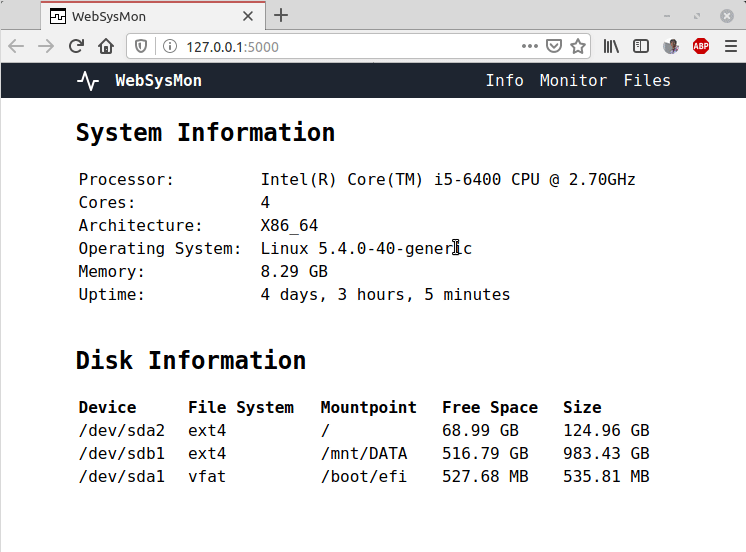 WebSysMon
127.0.0.1:5000
ABP
WebSysMon Info Monitor Files
System Information
Processor: Intel(R) Core(TM) i5-6400 CPU @ 2.70GHz
Cores: 4
Architecture: X86_64
Operating System: Linux 5.4.0-40-generic
Memory: 8.29 GB
Uptime: 4 days, 3 hours, 5 minutes
Disk Information
Device File System Mountpoint Free Space Size
/dev/sda2 ext4 / 68.99 GB 124.96 GB
/dev/sdb1 ext4 /mnt/DATA 516.79 GB 983.43 GB
/dev/sda1 vfat /boot/efi 527.68 MB 535.81 MB